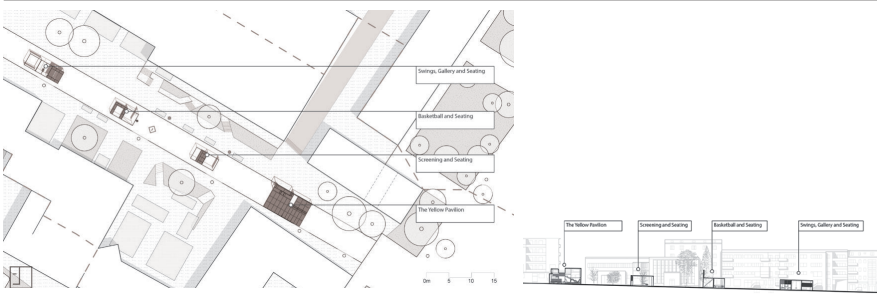 Swings, Gallery and Seating
Basketball and Seating
Screening and Seating
The Yellow Pavilion
0m 5 10 15
The Yellow Pavilion
Screening and Seating
Basketball and Seating
Swings, Gallery and Seating